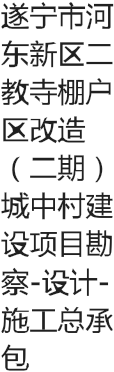 遂宁市河
东新区二
教寺棚户
区改造
（二期）
城中村建
设项目勘
察-设计-
施工总承
包